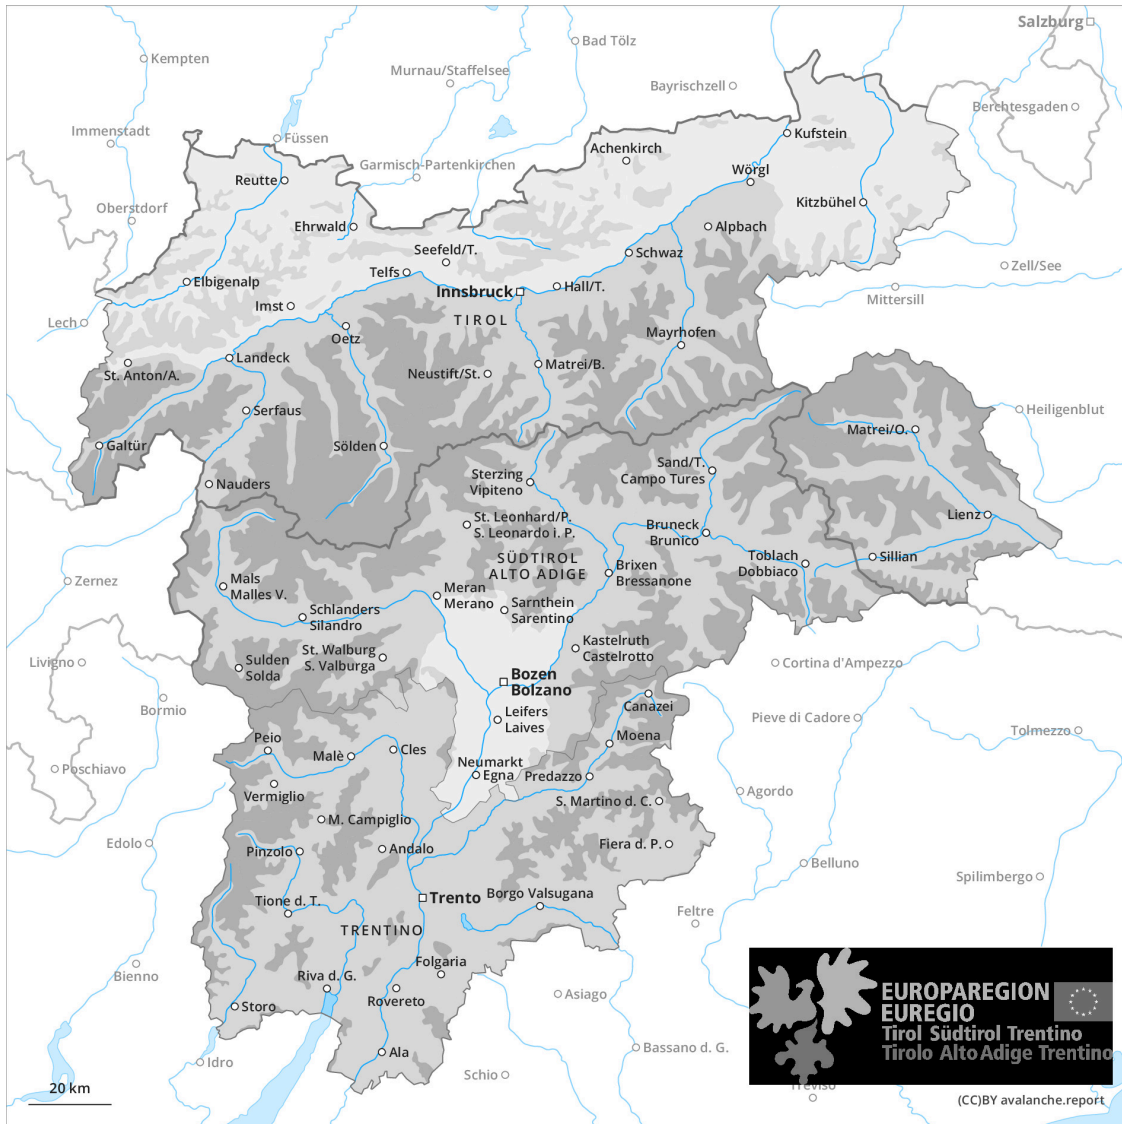 Salzburg
Bad Tölz
Kempten
Murnau/Staffelsee
Bayrischzell
Berchtesgaden
Immenstadt
Füssen
Kufstein
Achenkirch
Garmisch-Partenkirchen
Wörgl
Reutte
Kitzbühel
Oberstdorf
Ehrwald
Alpbach
Seefeld/T.
Schwaz
Telfs
Zell/See
Elbigenalp
Hall/T.
Innsbruck
Mittersill
Imst
TIROL
Lech
Oetz
Mayrhofen
Landeck
Matrei/B.
St. Anton/A.
Neustift/St.
Serfaus
Heiligenblut
Matrei/O.
Galtür
Sölden
Sand/T.
Campo Tures
Sterzing
Vipiteno
Nauders
St. Leonhard/P.
S. Leonardo i. P.
Lienz
Bruneck
Brunico
SÜDTIROL
ALTO ADIGE
Toblach
Dobbiaco
Sillian
Brixen
Bressanone
Zernez
Mals
Malles V.
Meran
Merano
Sarnthein
Sarentino
Schlanders
Silandro
Kastelruth
Castelrotto
St. Walburg
S. Valburga
Livigno
Sulden
Solda
Cortina d'Ampezzo
Bozen
Bolzano
Bormio
Canazei
Leifers
Laives
Pieve di Cadore
Tolmezzo
Moena
Peio
Cles
Malè
Neumarkt
Egna
Poschiavo
Predazzo
Vermiglio
Agordo
S. Martino d. C.
M. Campiglio
Edolo
Pinzolo
Andalo
Fiera d. P.
Belluno
Spilimbergo
Trento
Borgo Valsugana
Tione d. T.
Feltre
TRENTINO
Folgaria
Bienno
Riva d. G.
Rovereto
Asiago
Storo
EUROPAREGION
EUREGIO
Tirol Südtirol Trentino
Tirolo Alto Adige Trentino
Ala
Idro
Bassano d. G.
Schio
Treviso
20 km
(CC)BY avalanche.report